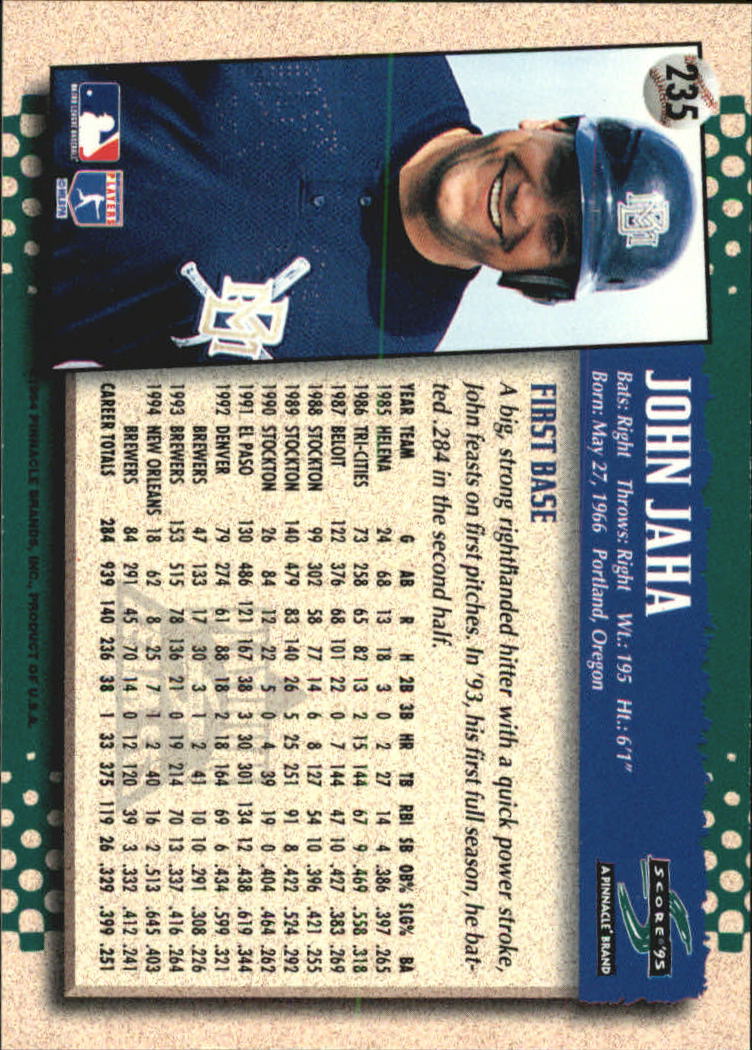 235
JOHN JAHA
Bats: Right Throws: Right Wt.: 195 Ht.: 6'1"
Born: May 27, 1966 Portland, Oregon
SCORE '95
A PINNACLE BRAND
FIRST BASE
A big, strong righthanded hitter with a quick power stroke,
John feasts on first pitches. In '93, his first full season, he bat-
ted .284 in the second half.
YEAR TEAM G AB R H 2B 3B HR TB RBI SB OB% SLG% BA
1985 HELENA 24 68 13 18 3 0 2 27 14 4 .386 .397 .265
1986 TRI-CITIES 73 258 65 82 13 2 15 144 67 9 .469 .558 .318
1987 BELOIT 122 376 68 101 22 0 7 144 47 10 .427 .383 .269
1988 STOCKTON 99 302 58 77 14 6 8 127 54 10 .396 .421 .255
1989 STOCKTON 140 479 83 140 26 5 25 251 91 8 .422 .524 .292
1990 STOCKTON 26 84 12 22 5 0 4 39 19 0 .404 .464 .262
1991 EL PASO 130 486 121 167 38 3 30 301 134 12 .438 .619 .344
1992 DENVER 79 274 61 88 18 2 18 164 69 6 .434 .599 .321
BREWERS 47 133 17 30 3 1 2 41 10 10 .291 .308 .226
1993 BREWERS 153 515 78 136 21 0 19 214 70 13 .337 .416 .264
1994 NEW ORLEANS 18 62 8 25 7 1 2 40 16 2 .513 .645 .403
BREWERS 84 291 45 70 14 0 12 120 39 3 .332 .412 .241
CAREER TOTALS 284 939 140 236 38 1 33 375 119 26 .329 .399 .251
MAJOR LEAGUE BASEBALL
PLAYERS
© MLBPA
©1994 PINNACLE BRANDS, INC., PRODUCT OF U.S.A.